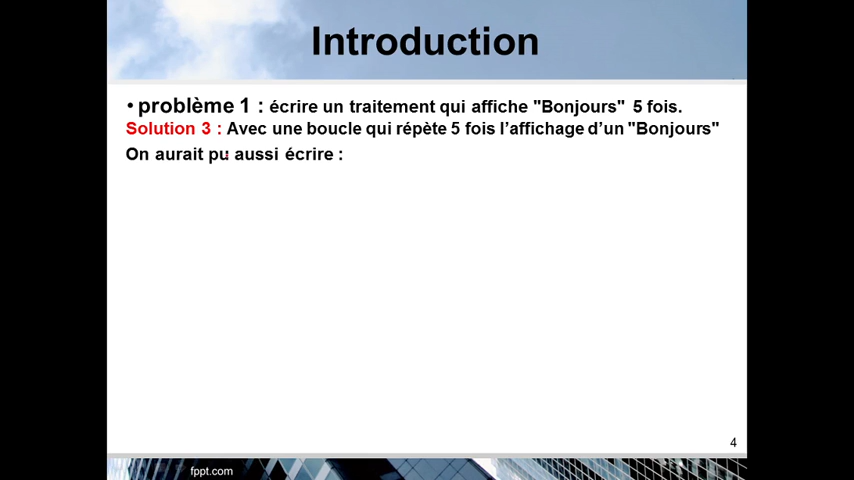 Introduction
• problème 1 : écrire un traitement qui affiche "Bonjours" 5 fois.
Solution 3 : Avec une boucle qui répète 5 fois l’affichage d’un "Bonjours"
On aurait pu aussi écrire :
4
fppt.com